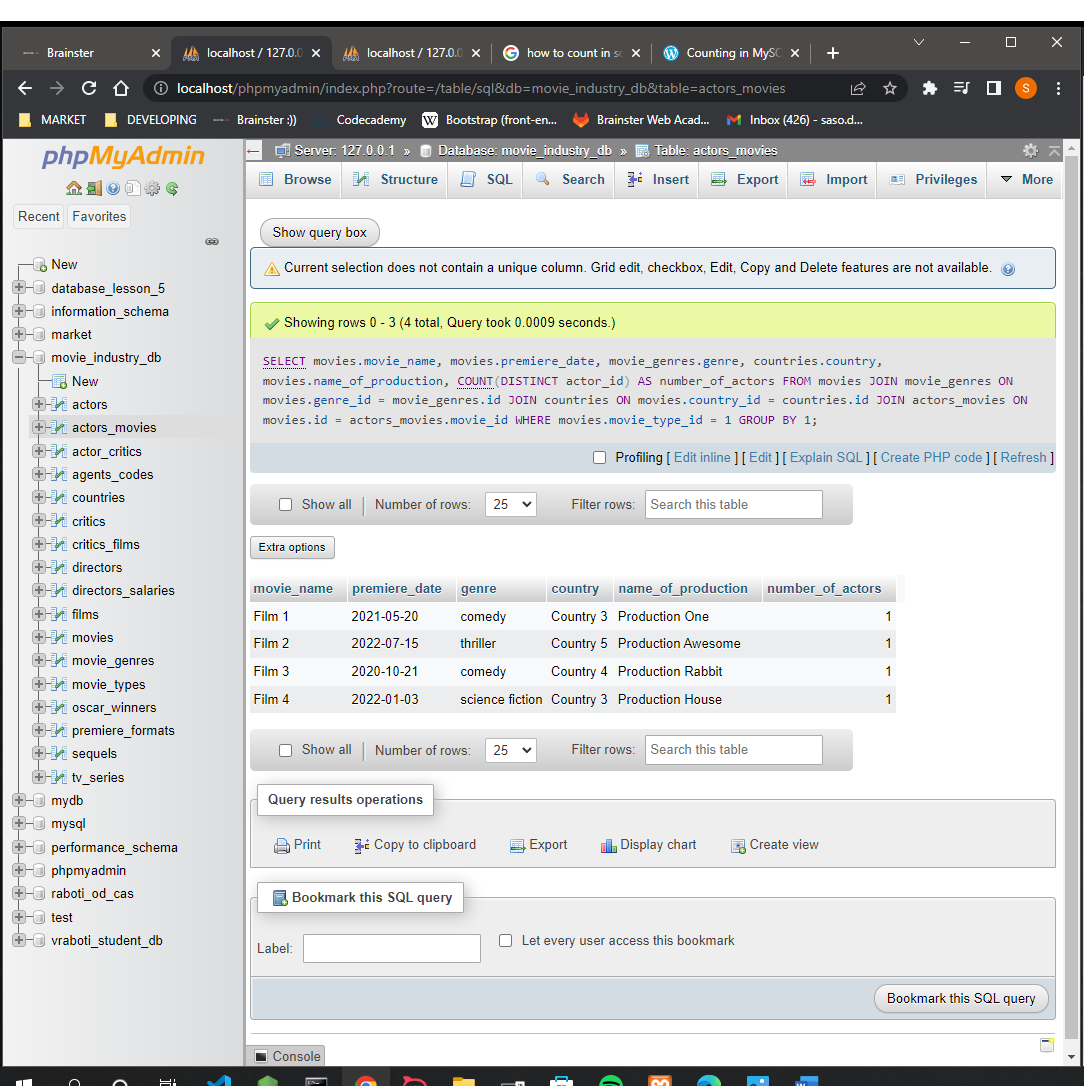 Brainster
localhost / 127.0.0
localhost / 127.0.0
how to count in sc
Counting in MySC
localhost/phpmyadmin/index.php?route=/table/sql&db=movie_industry_db&table=actors_movies
S
MARKET
DEVELOPING
Brainster :))
Codecademy
Bootstrap (front-en...
Brainster Web Acad...
Inbox (426) - saso.d...
phpMyAdmin
Recent
Favorites
New
database_lesson_5
information_schema
market
movie_industry_db
New
actors
actors_movies
actor_critics
agents_codes
countries
critics
critics_films
directors
directors_salaries
films
movies
movie_genres
movie_types
oscar_winners
premiere_formats
sequels
tv_series
mydb
mysql
performance_schema
phpmyadmin
raboti_od_cas
test
vraboti_student_db
Server: 127.0.0.1 » Database: movie_industry_db » Table: actors_movies
Browse
Structure
SQL
Search
Insert
Export
Import
Privileges
More
Show query box
Current selection does not contain a unique column. Grid edit, checkbox, Edit, Copy and Delete features are not available.
Showing rows 0 - 3 (4 total, Query took 0.0009 seconds.)
SELECT movies.movie_name, movies.premiere_date, movie_genres.genre, countries.country,
movies.name_of_production, COUNT(DISTINCT actor_id) AS number_of_actors FROM movies JOIN movie_genres ON
movies.genre_id = movie_genres.id JOIN countries ON movies.country_id = countries.id JOIN actors_movies ON
movies.id = actors_movies.movie_id WHERE movies.movie_type_id = 1 GROUP BY 1;
Profiling [ Edit inline ] [ Edit ] [ Explain SQL ] [ Create PHP code ] [ Refresh ]
Show all
Number of rows: 25
Filter rows: Search this table
Extra options
movie_name premiere_date genre country name_of_production number_of_actors
Film 1 2021-05-20 comedy Country 3 Production One 1
Film 2 2022-07-15 thriller Country 5 Production Awesome 1
Film 3 2020-10-21 comedy Country 4 Production Rabbit 1
Film 4 2022-01-03 science fiction Country 3 Production House 1
Show all
Number of rows: 25
Filter rows: Search this table
Query results operations
Print
Copy to clipboard
Export
Display chart
Create view
Bookmark this SQL query
Label:
Let every user access this bookmark
Bookmark this SQL query
Console